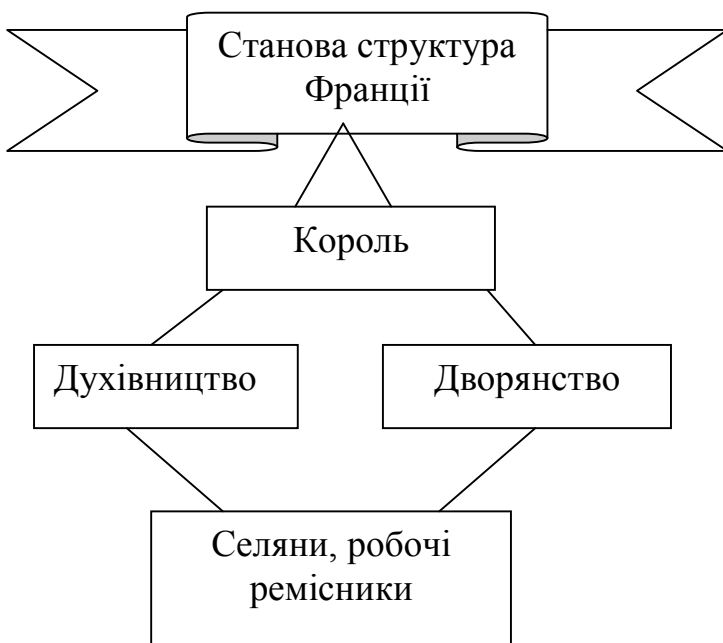 Станова структура
Франції
Король
Духівництво
Дворянство
Селяни, робочі
ремісники